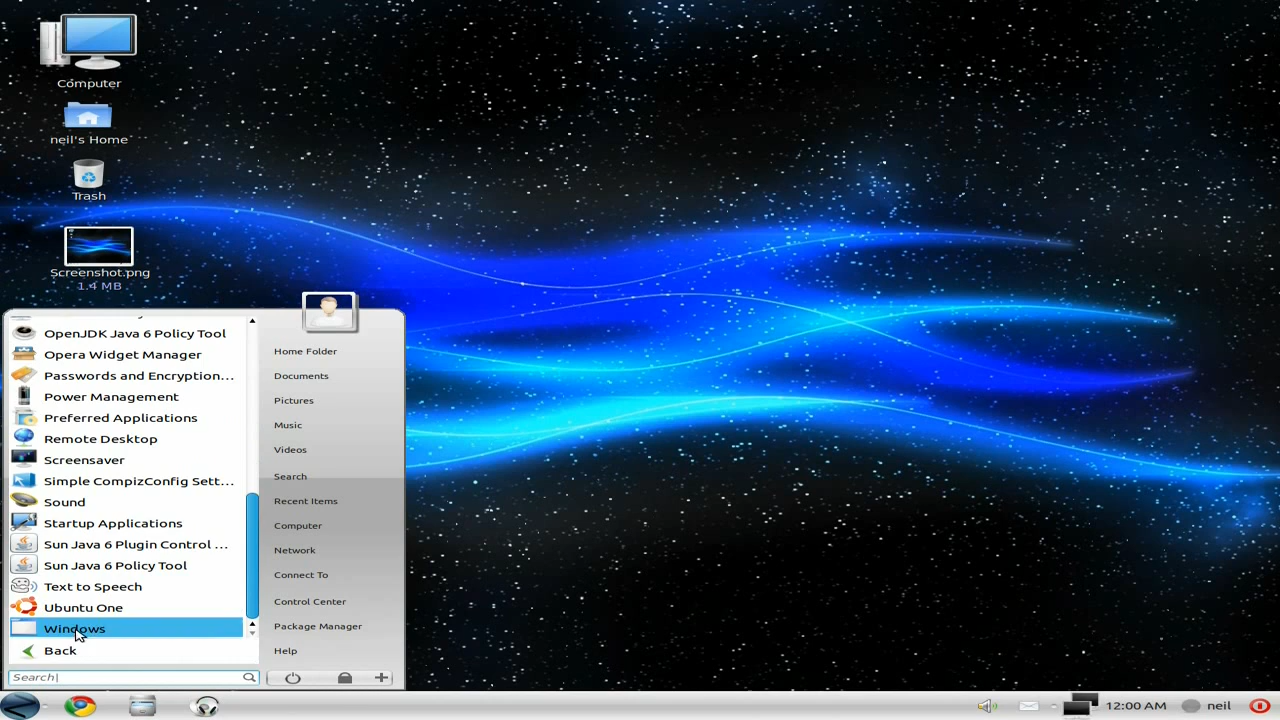 Computer
neil's Home
Trash
Screenshot.png
1.4 MB
OpenJDK Java 6 Policy Tool
Opera Widget Manager
Passwords and Encryption...
Power Management
Preferred Applications
Remote Desktop
Screensaver
Simple CompizConfig Sett...
Sound
Startup Applications
Sun Java 6 Plugin Control ...
Sun Java 6 Policy Tool
Text to Speech
Ubuntu One
Windows
Back
Search
Home Folder
Documents
Pictures
Music
Videos
Search
Recent Items
Computer
Network
Connect To
Control Center
Package Manager
Help
12:00 AM
neil